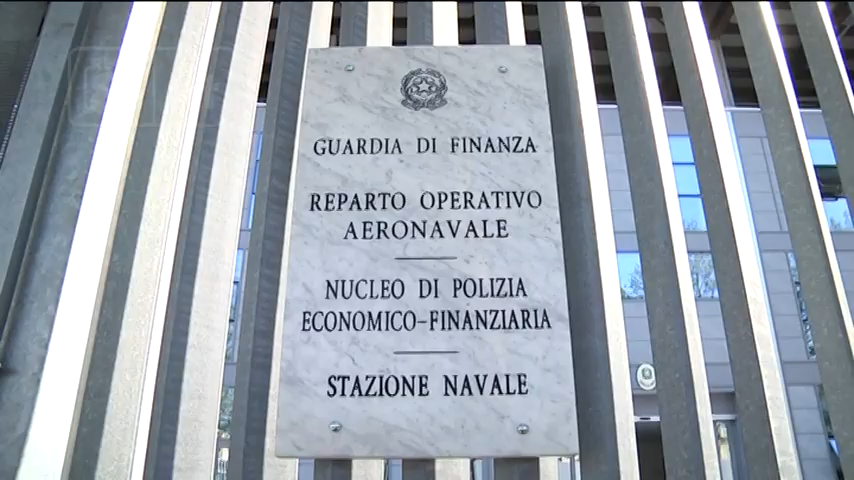 GUARDIA DI FINANZA
REPARTO OPERATIVO
AERONAVALE
NUCLEO DI POLIZIA
ECONOMICO-FINANZIARIA
STAZIONE NAVALE